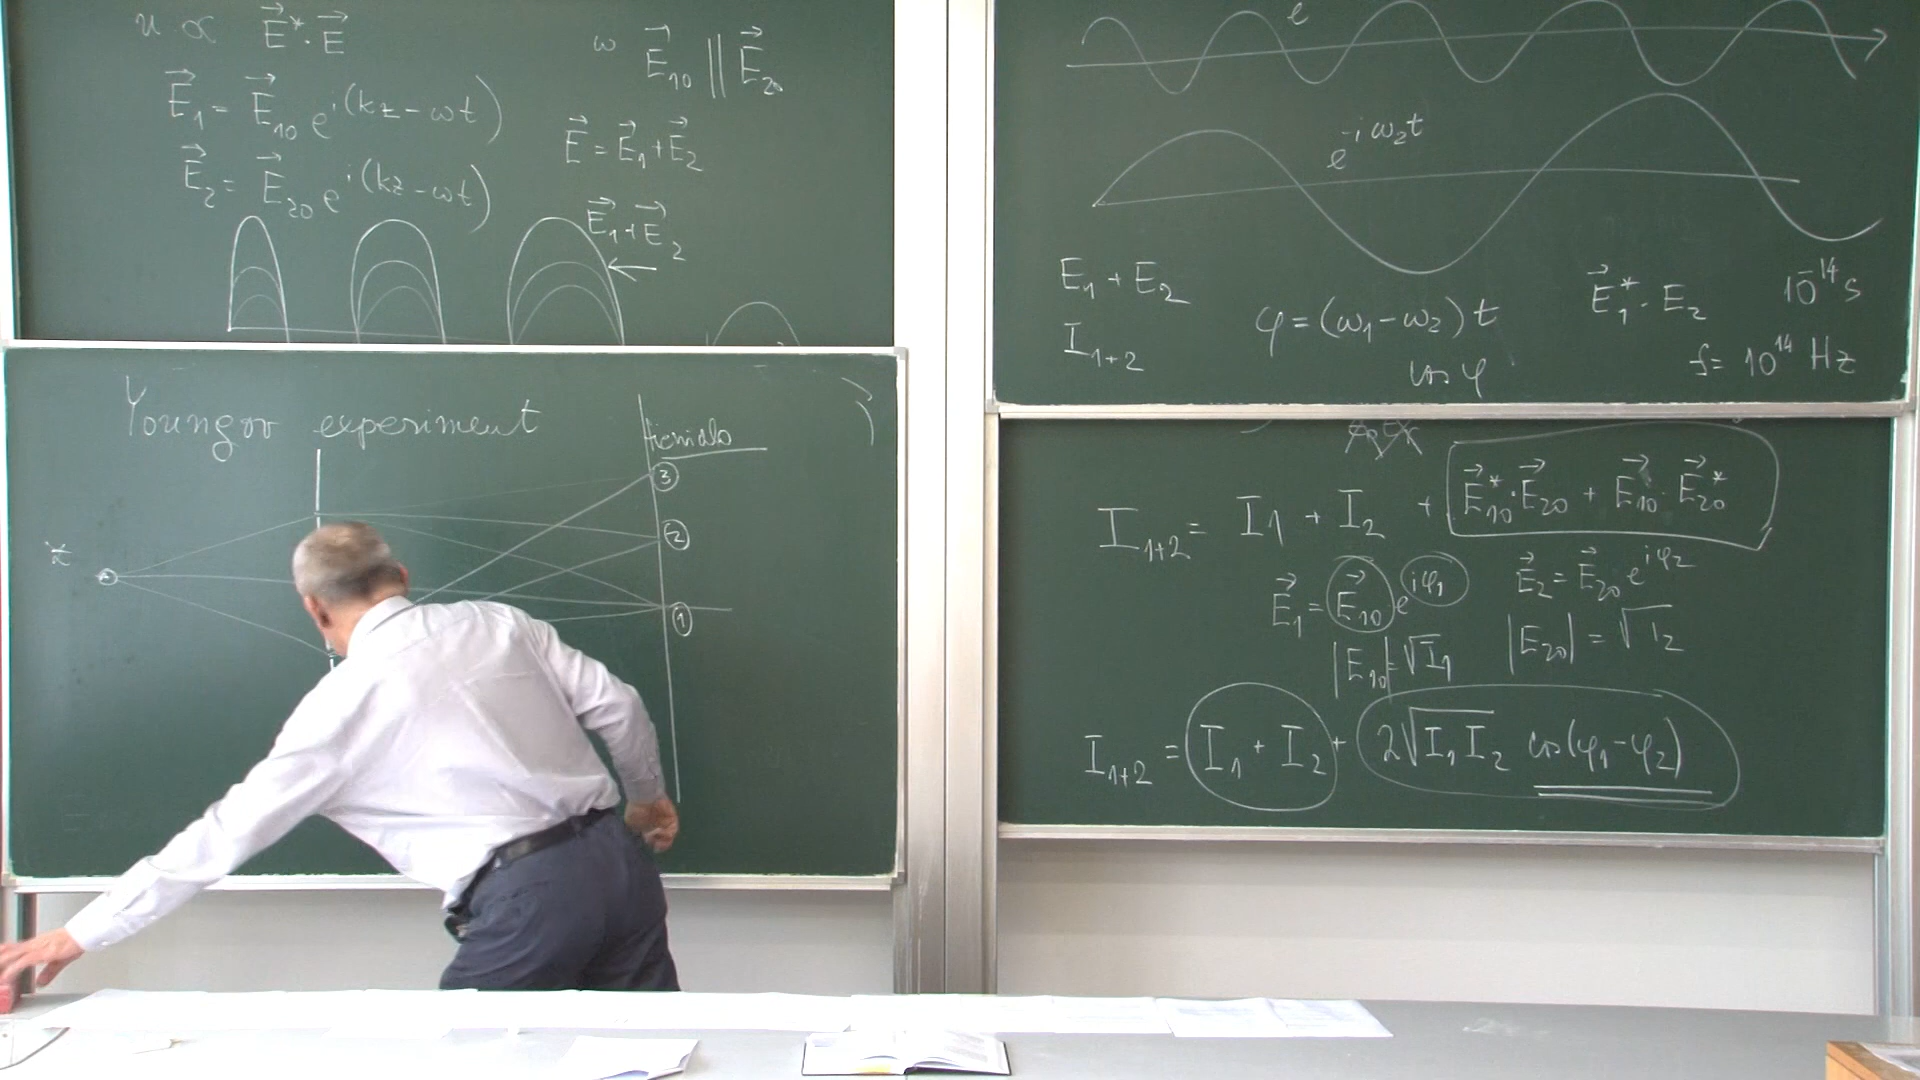 u ∝ E⃗*·E⃗
ω E⃗₁₀ ∥ E⃗₂₀
E⃗₁ = E⃗₁₀ e^{i(kz-ωt)}
E⃗ = E⃗₁ + E⃗₂
E⃗₂ = E⃗₂₀ e^{i(kz-ωt)}
E⃗₁ + E⃗₂
Youngov experiment
tienidlo
3
2
1
Z
e
e^{-iω₂t}
E₁ + E₂
φ = (ω₁-ω₂)t
E⃗₁*·E₂
10^{-14} s
I₁₊₂
cos φ
f = 10^{14} Hz
I₁₊₂ = I₁ + I₂ + E⃗₁₀*·E⃗₂₀ + E⃗₁₀·E⃗₂₀*
E⃗₁ = E⃗₁₀ e^{iφ₁}
E⃗₂ = E⃗₂₀ e^{iφ₂}
|E₁₀| = √I₁
|E₂₀| = √I₂
I₁₊₂ = I₁ + I₂ + 2√I₁I₂ cos(φ₁-φ₂)